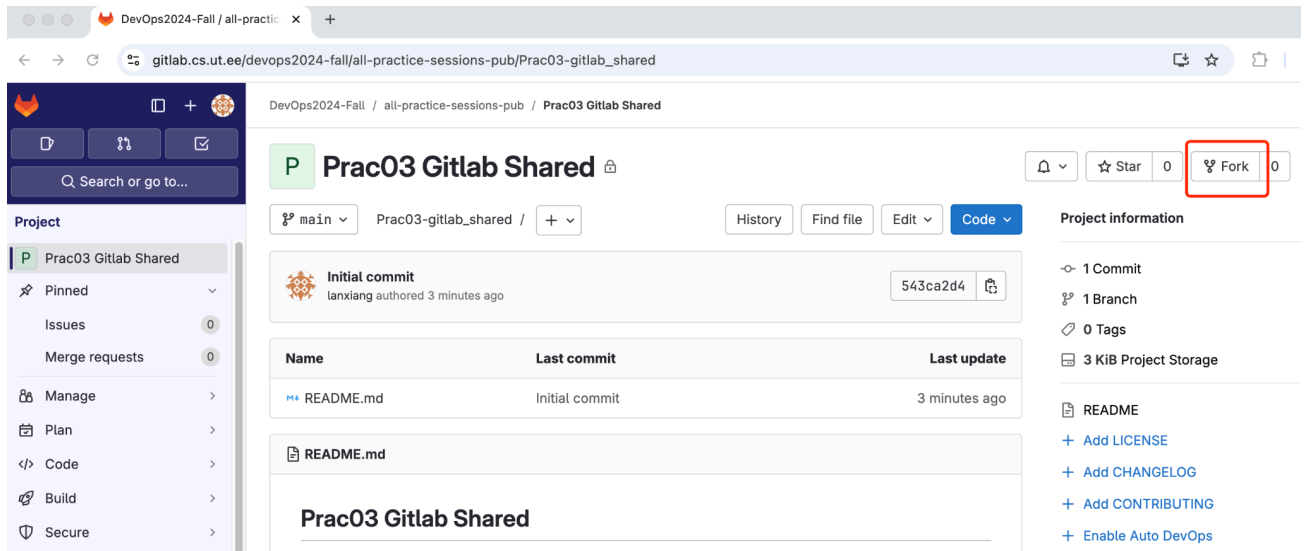 DevOps2024-Fall / all-practic
gitlab.cs.ut.ee/devops2024-fall/all-practice-sessions-pub/Prac03-gitlab_shared
DevOps2024-Fall / all-practice-sessions-pub / Prac03 Gitlab Shared
Search or go to...
Project
P Prac03 Gitlab Shared
Pinned
Issues 0
Merge requests 0
Manage
Plan
Code
Build
Secure
P Prac03 Gitlab Shared
Star 0 Fork 0
main Prac03-gitlab_shared / + History Find file Edit Code
Initial commit
lanxiang authored 3 minutes ago
543ca2d4
Name Last commit Last update
README.md Initial commit 3 minutes ago
README.md
Prac03 Gitlab Shared
Project information
1 Commit
1 Branch
0 Tags
3 KiB Project Storage
README
+ Add LICENSE
+ Add CHANGELOG
+ Add CONTRIBUTING
+ Enable Auto DevOps